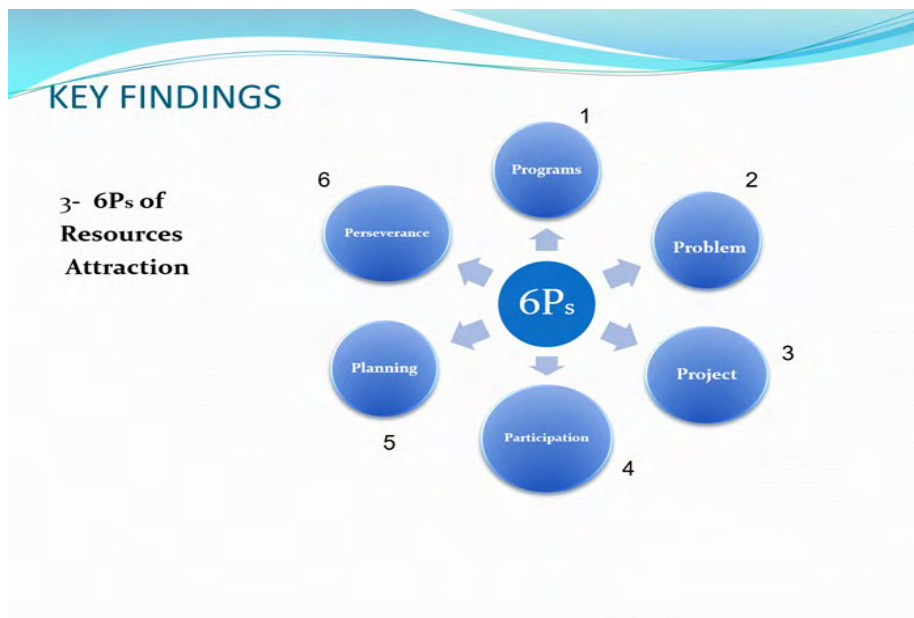 KEY FINDINGS
3- 6Ps of
Resources
Attraction
6Ps
1
Programs
2
Problem
3
Project
4
Participation
5
Planning
6
Perseverance